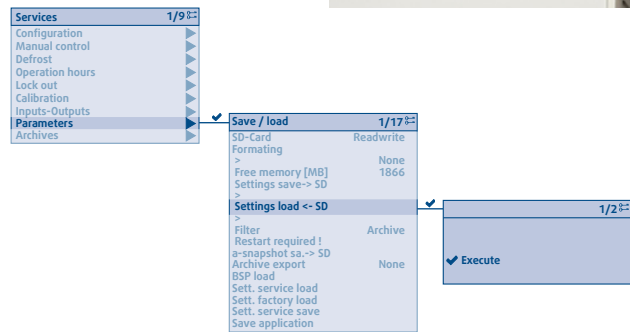 Services 1/9
Configuration
Manual control
Defrost
Operation hours
Lock out
Calibration
Inputs-Outputs
Parameters
Archives
Save / load 1/17
SD-Card Readwrite
Formating
> None
Free memory [MB] 1866
Settings save-> SD
>
Settings load <- SD
>
Filter Archive
Restart required !
a-snapshot sa.-> SD
Archive export None
BSP load
Sett. service load
Sett. factory load
Sett. service save
Save application
1/2
Execute